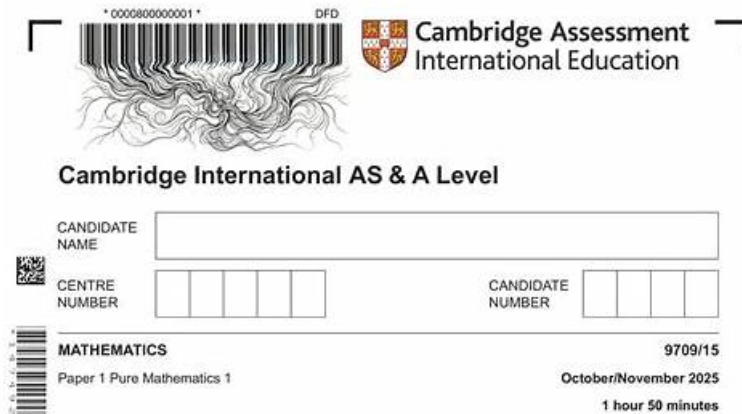 * 0000800000001 * DFD
Cambridge Assessment
International Education
Cambridge International AS & A Level
CANDIDATE
NAME
CENTRE
NUMBER
CANDIDATE
NUMBER
MATHEMATICS 9709/15
Paper 1 Pure Mathematics 1 October/November 2025
1 hour 50 minutes